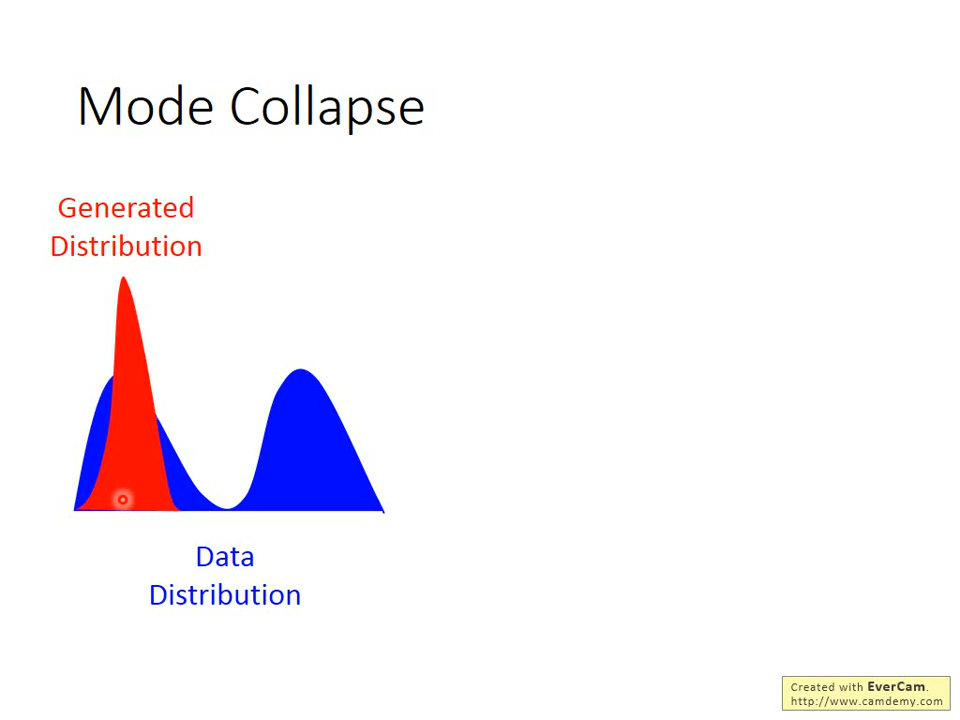 Mode Collapse
Generated
Distribution
Data
Distribution
Created with EverCam.
http://www.camdemy.com